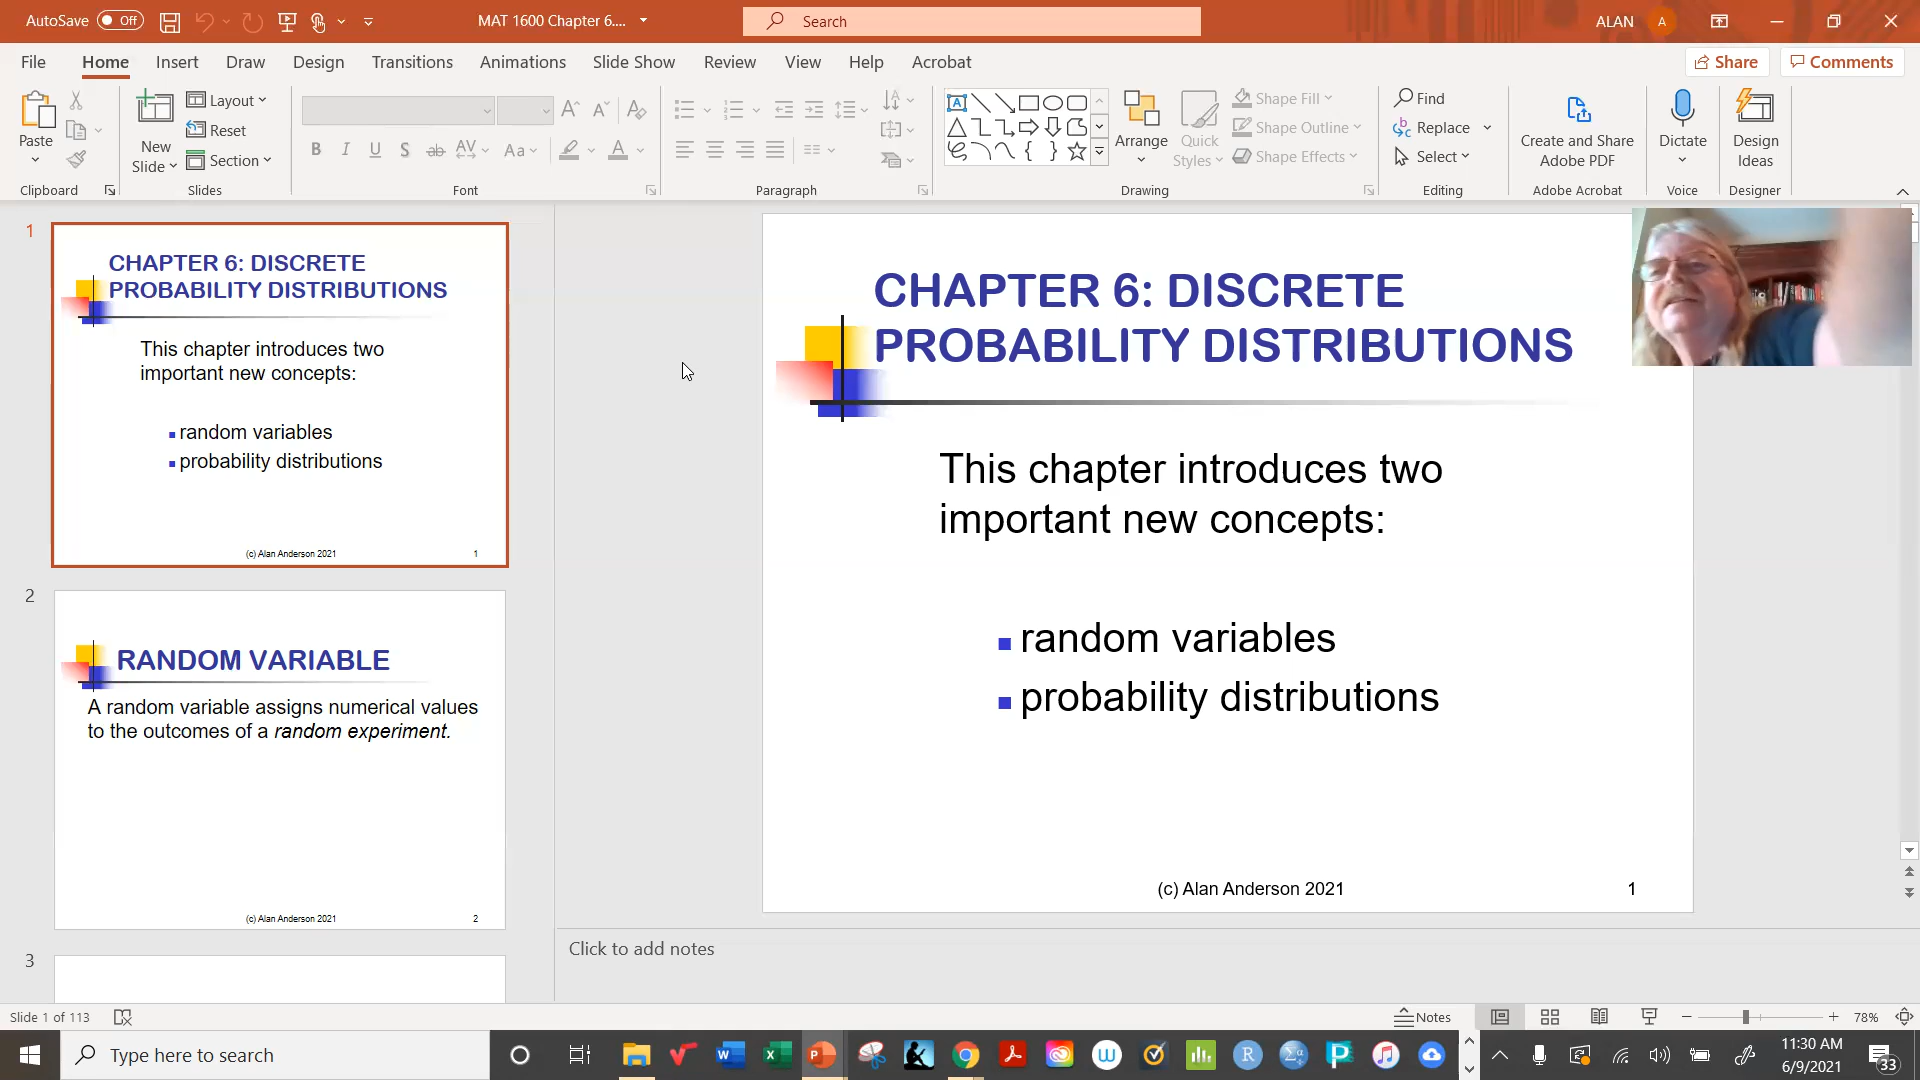 AutoSave Off MAT 1600 Chapter 6.... Search ALAN A
File Home Insert Draw Design Transitions Animations Slide Show Review View Help Acrobat Share Comments
Paste
Clipboard
New
Slide
Layout
Reset
Section
Slides
B I U S ab AV Aa A
Font
Paragraph
Arrange
Quick
Styles
Shape Fill
Shape Outline
Shape Effects
Drawing
Find
Replace
Select
Editing
Create and Share
Adobe PDF
Adobe Acrobat
Dictate
Voice
Design
Ideas
Designer
1
CHAPTER 6: DISCRETE
PROBABILITY DISTRIBUTIONS
This chapter introduces two
important new concepts:
random variables
probability distributions
(c) Alan Anderson 2021 1
2
RANDOM VARIABLE
A random variable assigns numerical values
to the outcomes of a random experiment.
(c) Alan Anderson 2021 2
3
CHAPTER 6: DISCRETE
PROBABILITY DISTRIBUTIONS
This chapter introduces two
important new concepts:
random variables
probability distributions
(c) Alan Anderson 2021 1
Click to add notes
Slide 1 of 113 Notes 78%
Type here to search
11:30 AM
6/9/2021
33